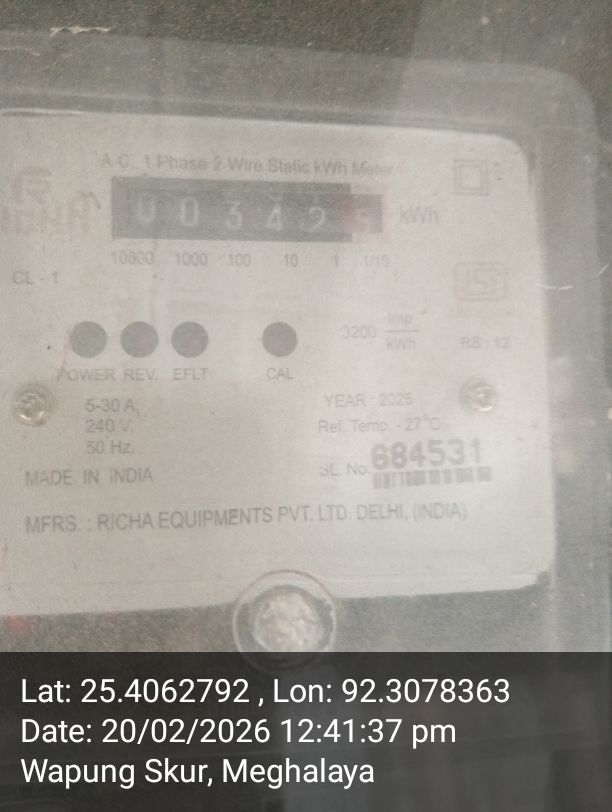 A.C. 1 Phase 2-Wire Static kWh Meter
0 0 3 4 2 kWh
10000 1000 100 10 1 1/10
CL - 1
3200 Imp
kWh
RS : 12
POWER REV. EFLT CAL
5-30 A,
240 V.
50 Hz.
YEAR : 2025
Ref. Temp. - 27°C
SL. No. 684531
MADE IN INDIA
MFRS. : RICHA EQUIPMENTS PVT. LTD. DELHI, (INDIA)
Lat: 25.4062792 , Lon: 92.3078363
Date: 20/02/2026 12:41:37 pm
Wapung Skur, Meghalaya